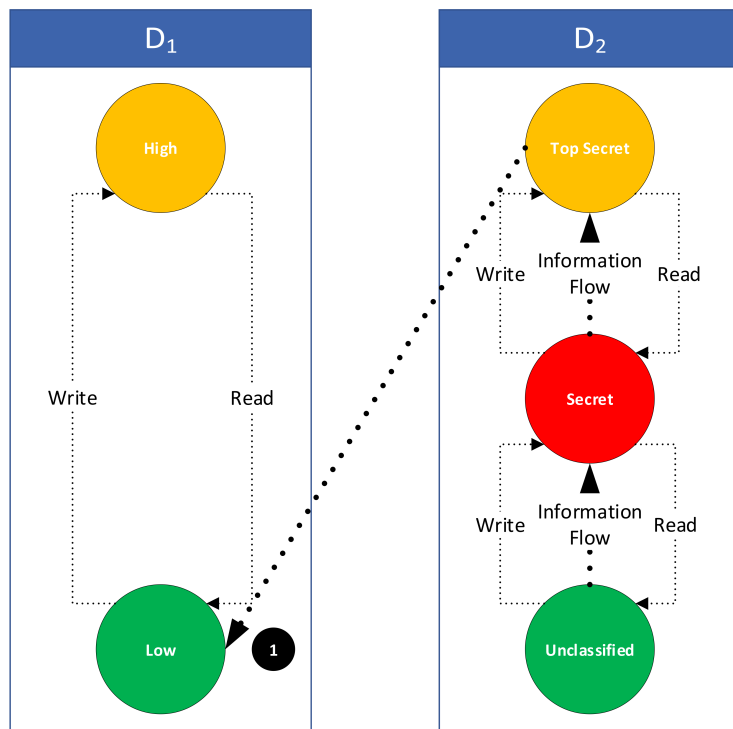 D₁
D₂
High
Top Secret
Write
Information
Flow
Read
Write
Read
Secret
Write
Information
Flow
Read
Low
1
Unclassified